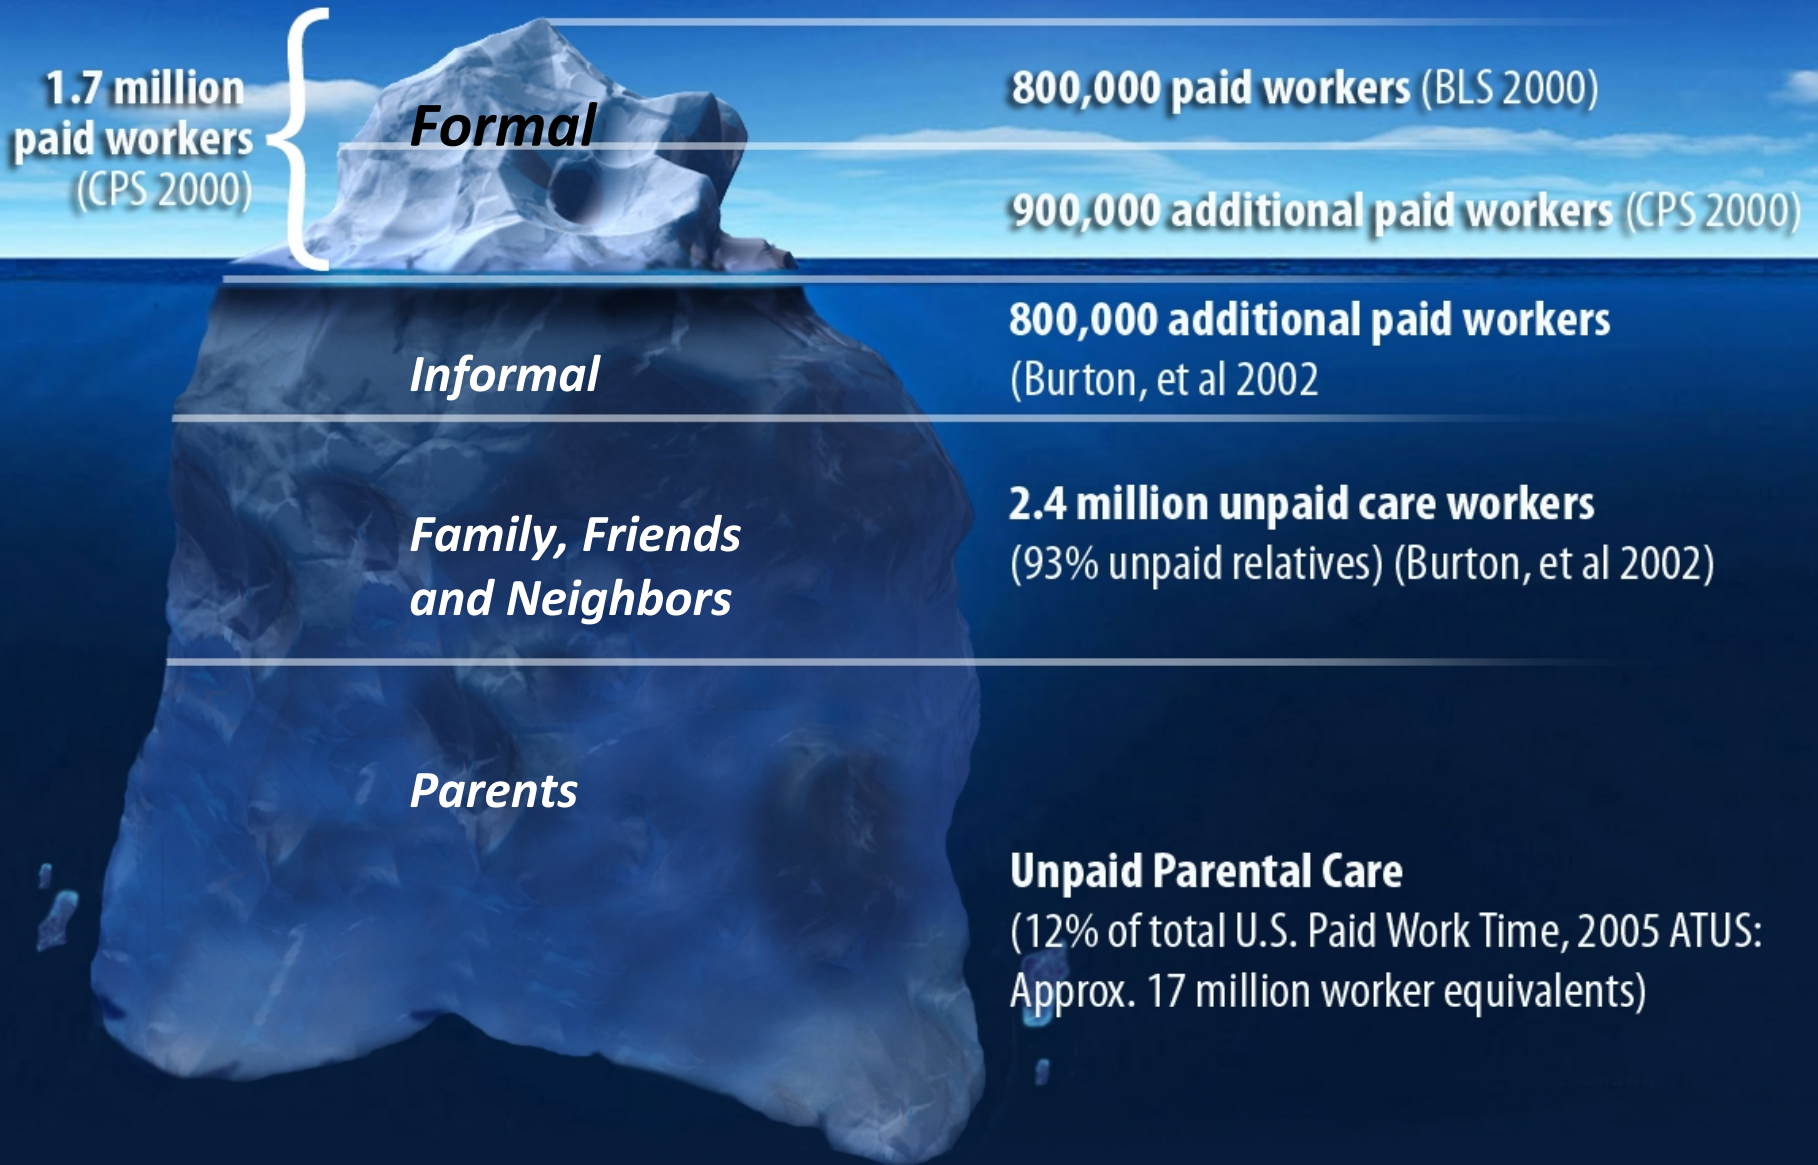 1.7 million
paid workers
(CPS 2000)
Formal
800,000 paid workers (BLS 2000)
900,000 additional paid workers (CPS 2000)
Informal
800,000 additional paid workers
(Burton, et al 2002
Family, Friends
and Neighbors
2.4 million unpaid care workers
(93% unpaid relatives) (Burton, et al 2002)
Parents
Unpaid Parental Care
(12% of total U.S. Paid Work Time, 2005 ATUS:
Approx. 17 million worker equivalents)